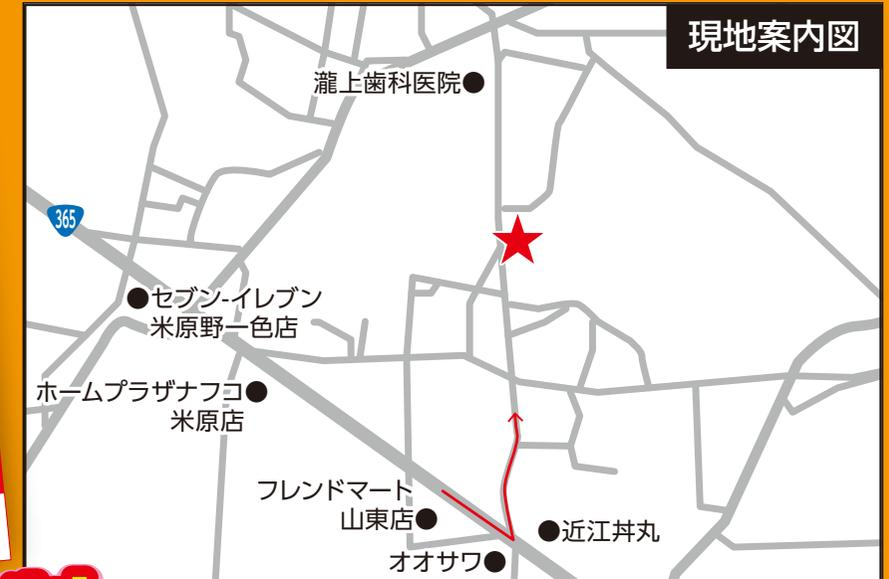 現地案内図
瀧上歯科医院
365
セブン-イレブン
米原野一色店
ホームプラザナフコ
米原店
フレンドマート
山東店
近江丼丸
オオサワ